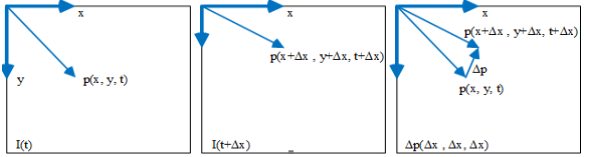 x
y
p(x, y, t)
I(t)
x
p(x+Δx , y+Δx, t+Δx)
I(t+Δx)
x
p(x+Δx , y+Δx, t+Δx)
Δp
p(x, y, t)
Δp(Δx , Δx, Δx)